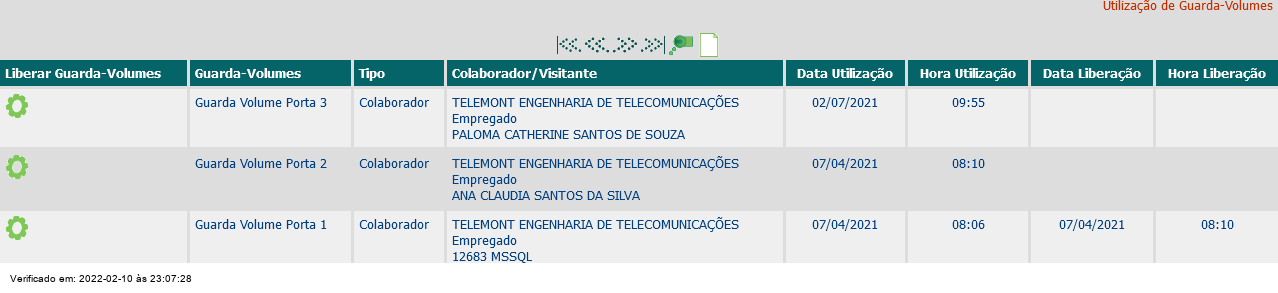 Utilização de Guarda-Volumes
Liberar Guarda-Volumes Guarda-Volumes Tipo Colaborador/Visitante Data Utilização Hora Utilização Data Liberação Hora Liberação
Guarda Volume Porta 3 Colaborador TELEMONT ENGENHARIA DE TELECOMUNICAÇÕES 02/07/2021 09:55
Empregado
PALOMA CATHERINE SANTOS DE SOUZA
Guarda Volume Porta 2 Colaborador TELEMONT ENGENHARIA DE TELECOMUNICAÇÕES 07/04/2021 08:10
Empregado
ANA CLAUDIA SANTOS DA SILVA
Guarda Volume Porta 1 Colaborador TELEMONT ENGENHARIA DE TELECOMUNICAÇÕES 07/04/2021 08:06 07/04/2021 08:10
Empregado
12683 MSSQL
Verificado em: 2022-02-10 às 23:07:28